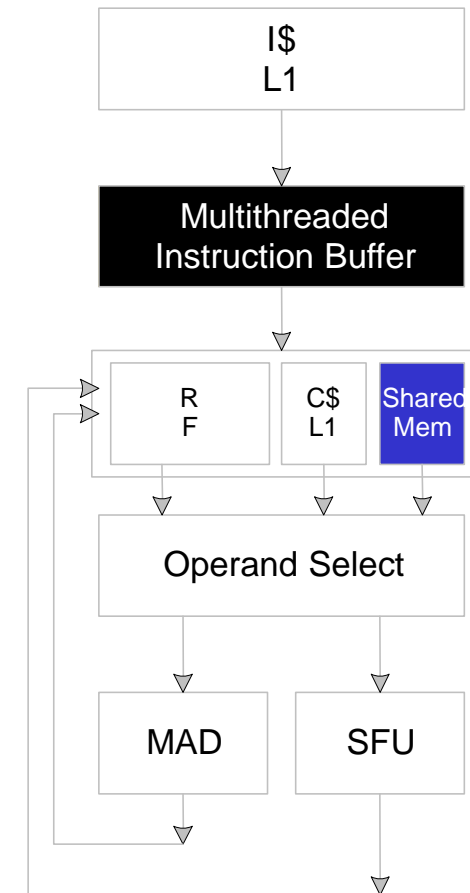 I$
L1
Multithreaded
Instruction Buffer
R
F
C$
L1
Shared
Mem
Operand Select
MAD
SFU